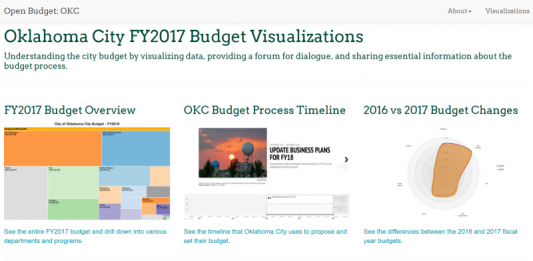 Open Budget: OKC
About
Visualizations
Oklahoma City FY2017 Budget Visualizations
Understanding the city budget by visualizing data, providing a forum for dialogue, and sharing essential information about the
budget process.
FY2017 Budget Overview
OKC Budget Process Timeline
2016 vs 2017 Budget Changes
City of Oklahoma City Budget - FY2016
UPDATE BUSINESS PLANS
FOR FY18
See the entire FY2017 budget and drill down into various
departments and programs.
See the timeline that Oklahoma City uses to propose and
set their budget.
See the differences between the 2016 and 2017 fiscal
year budgets.